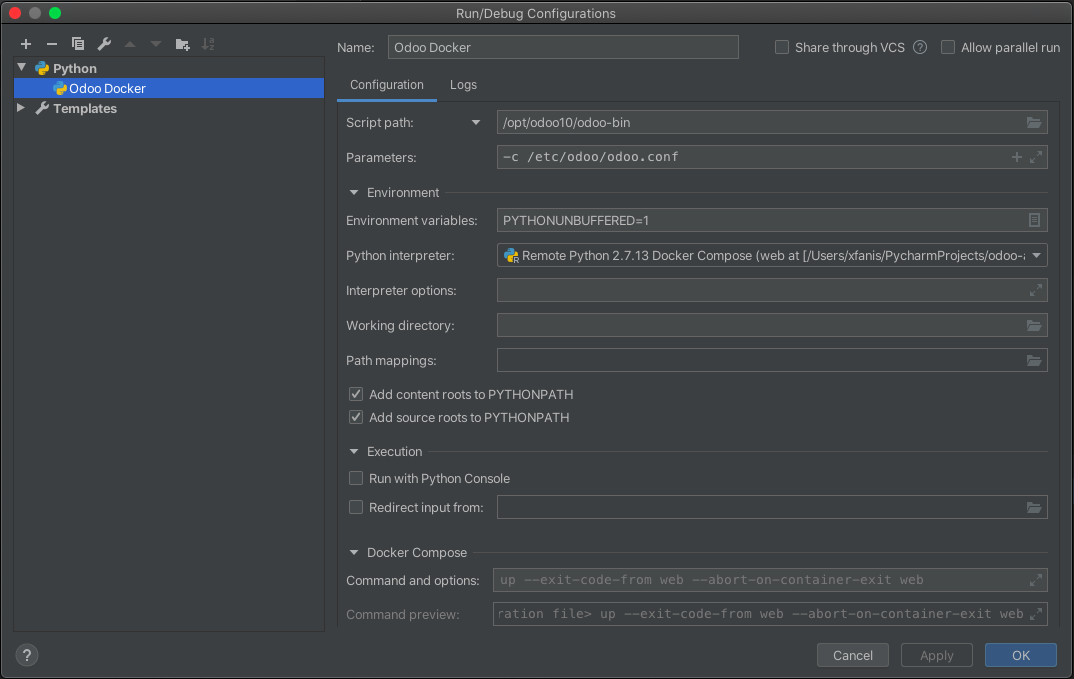 Run/Debug Configurations
Name: Odoo Docker Share through VCS ? Allow parallel run
Python
Odoo Docker
Templates
Configuration Logs
Script path: /opt/odoo10/odoo-bin
Parameters: -c /etc/odoo/odoo.conf
Environment
Environment variables: PYTHONUNBUFFERED=1
Python interpreter: Remote Python 2.7.13 Docker Compose (web at [/Users/xfanis/PycharmProjects/odoo-
Interpreter options:
Working directory:
Path mappings:
Add content roots to PYTHONPATH
Add source roots to PYTHONPATH
Execution
Run with Python Console
Redirect input from:
Docker Compose
Command and options: up --exit-code-from web --abort-on-container-exit web
Command preview: ration file> up --exit-code-from web --abort-on-container-exit web
? Cancel Apply OK